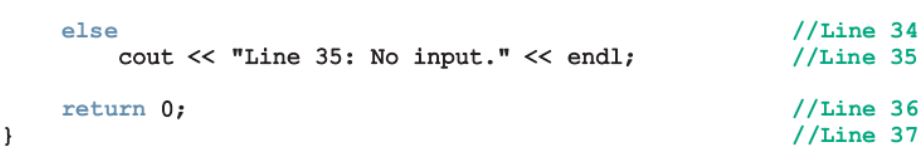 else //Line 34
cout << "Line 35: No input." << endl; //Line 35
return 0; //Line 36
} //Line 37